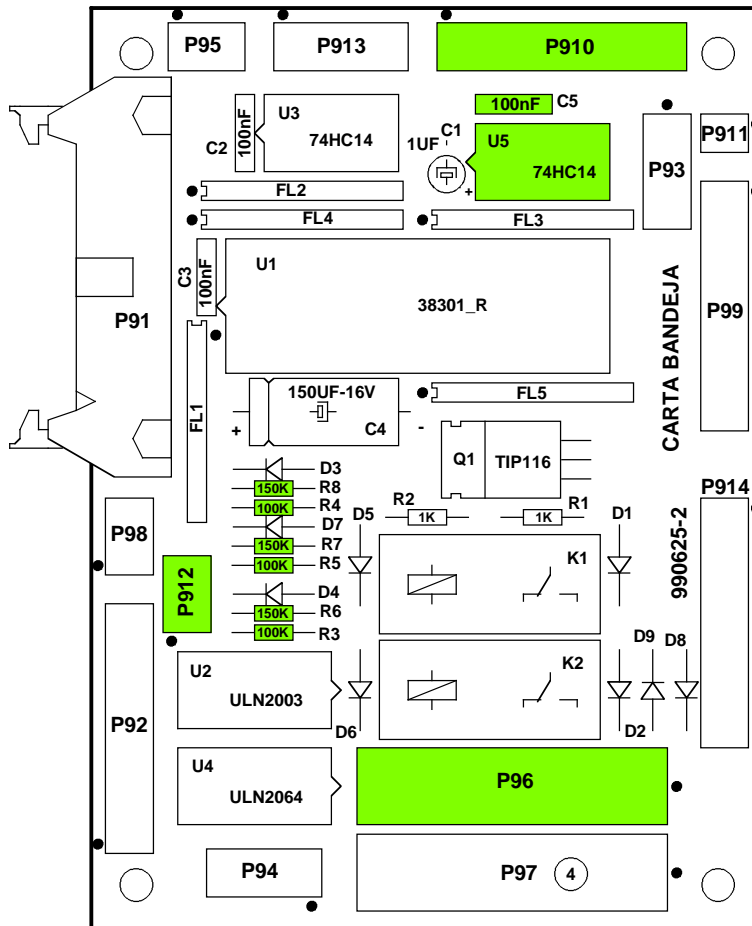 P95
P913
P910
100nF
C5
U3
74HC14
C2
100nF
C1
1UF
+
U5
74HC14
P93
P911
FL2
FL4
FL3
C3
100nF
U1
38301_R
P91
P99
CARTA BANDEJA
FL1
150UF-16V
C4
+
-
FL5
Q1
TIP116
D3
150K
R8
100K
R4
D7
150K
R7
100K
R5
D4
150K
R6
100K
R3
R2
1K
R1
1K
D5
D1
P914
P98
P912
K1
990625-2
K2
D9
D8
D6
D2
U2
ULN2003
P92
U4
ULN2064
P96
P94
P97
4